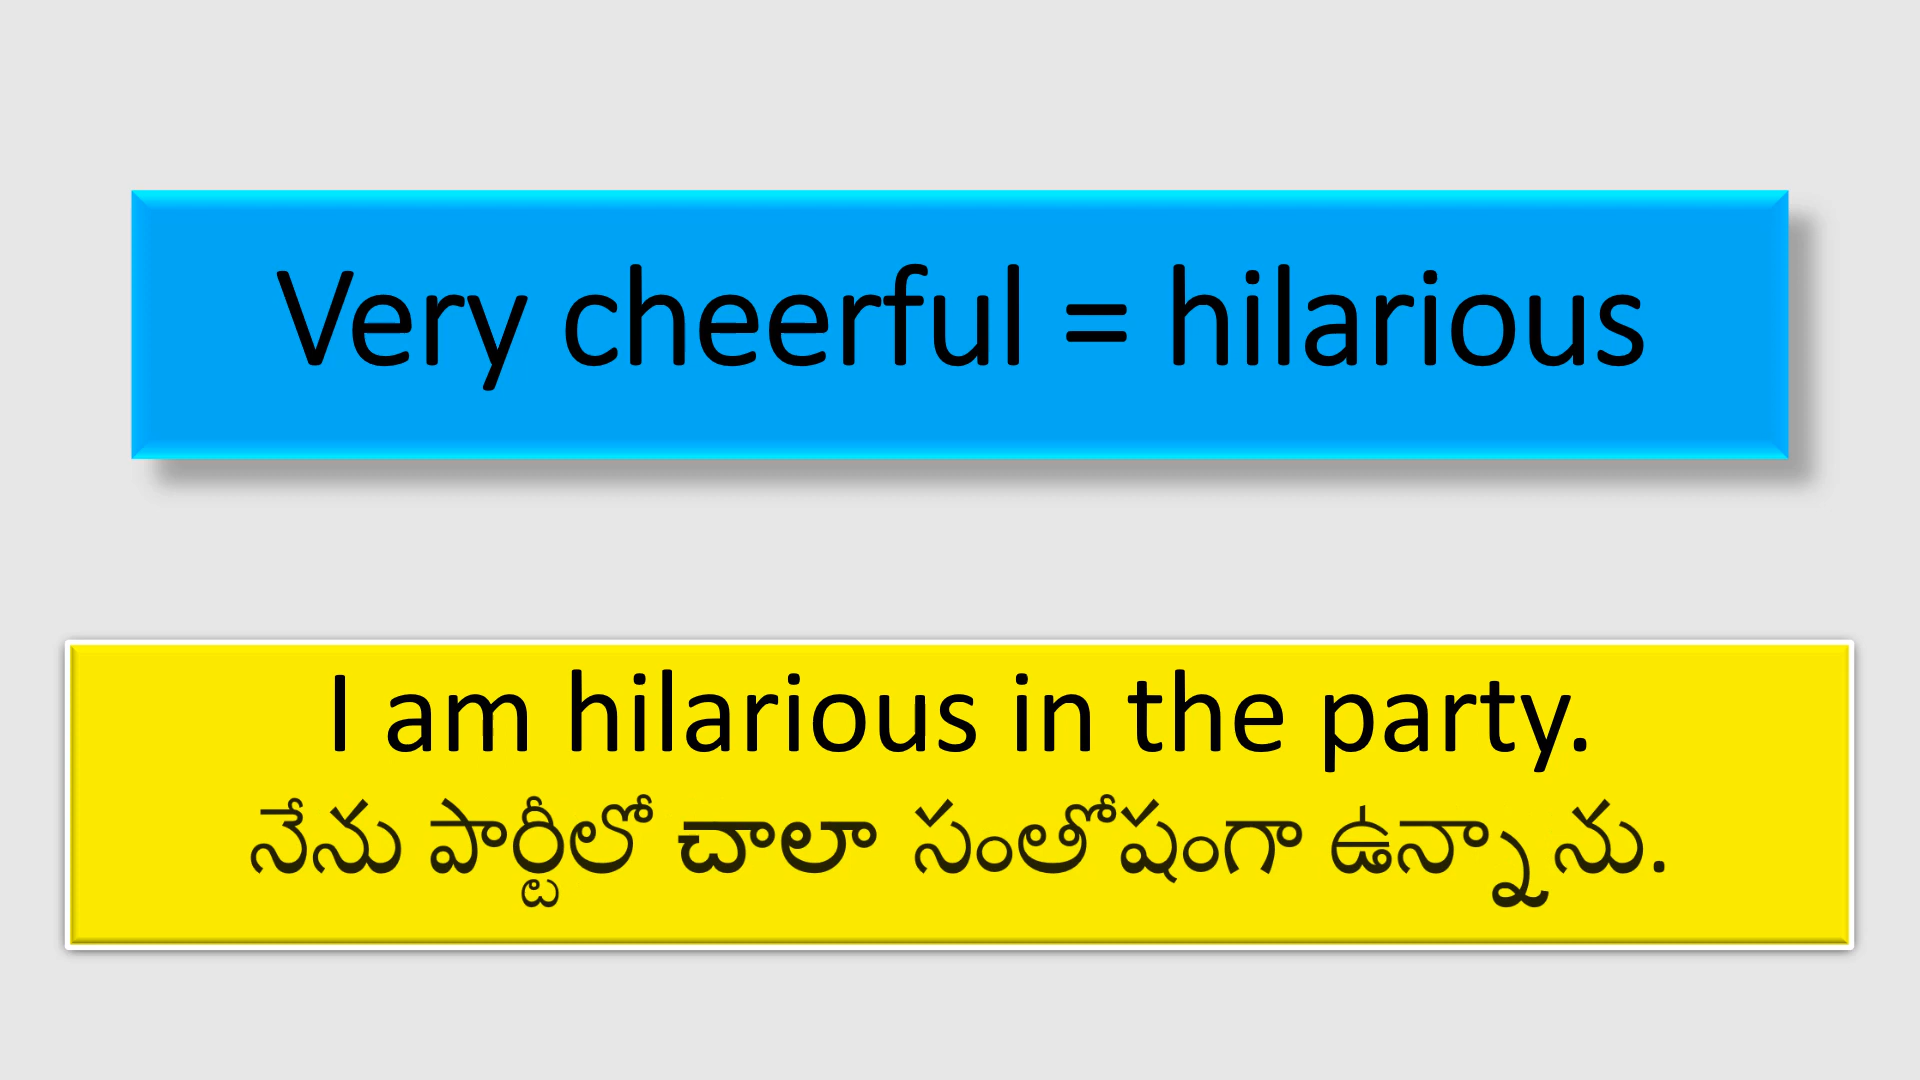 Very cheerful = hilarious
I am hilarious in the party.
నేను పార్టీలో చాలా సంతోషంగా ఉన్నాను.